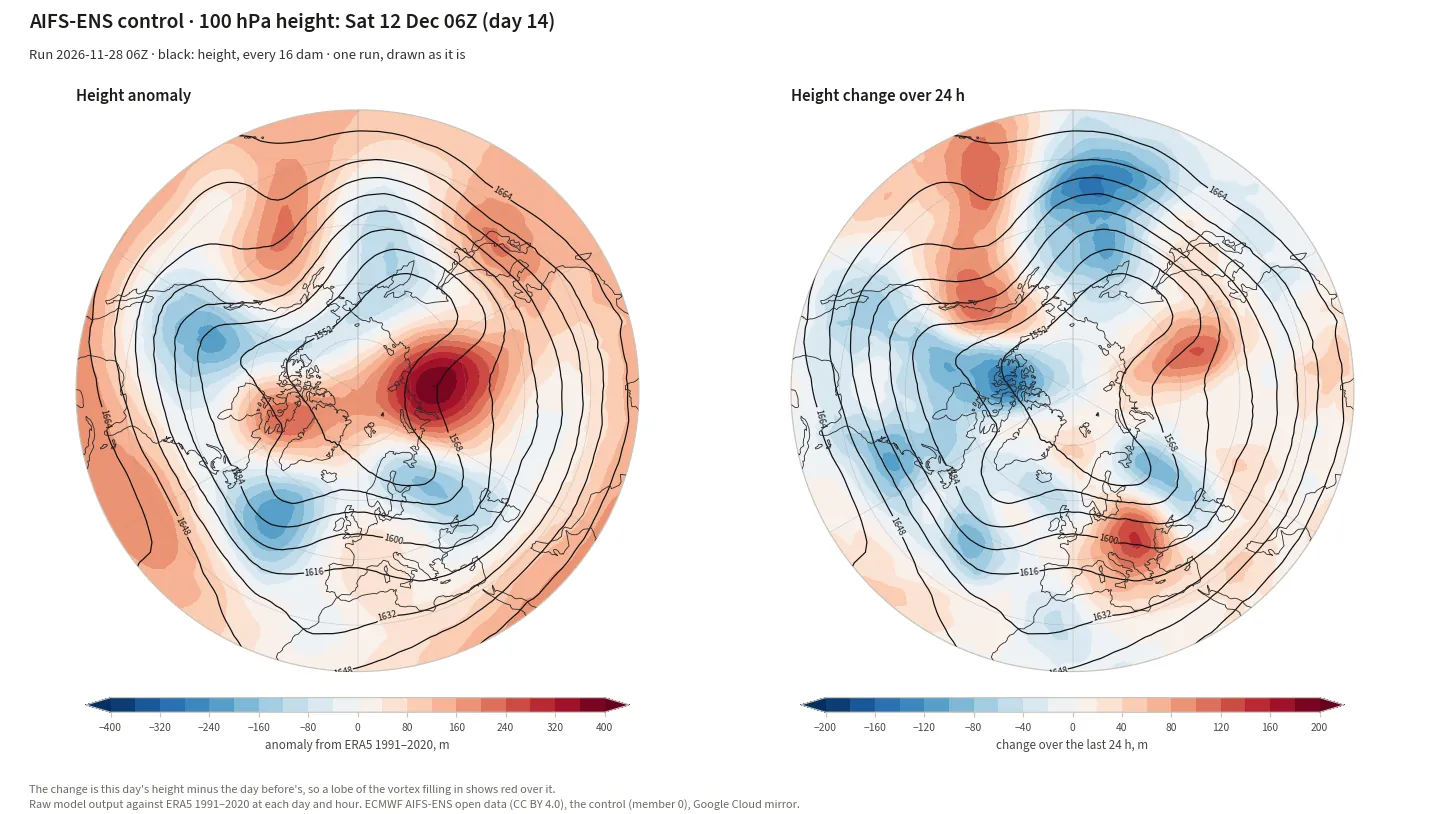 AIFS-ENS control · 100 hPa height: Sat 12 Dec 06Z (day 14)
Run 2026-11-28 06Z · black: height, every 16 dam · one run, drawn as it is
Height anomaly
Height change over 24 h
1664
1552
1664
1568
1584
1648
1600
1616
1632
1648
1664
1552
1664
1568
1584
1648
1600
1616
1632
1648
−400 −320 −240 −160 −80 0 80 160 240 320 400
anomaly from ERA5 1991–2020, m
−200 −160 −120 −80 −40 0 40 80 120 160 200
change over the last 24 h, m
The change is this day's height minus the day before's, so a lobe of the vortex filling in shows red over it.
Raw model output against ERA5 1991–2020 at each day and hour. ECMWF AIFS-ENS open data (CC BY 4.0), the control (member 0), Google Cloud mirror.